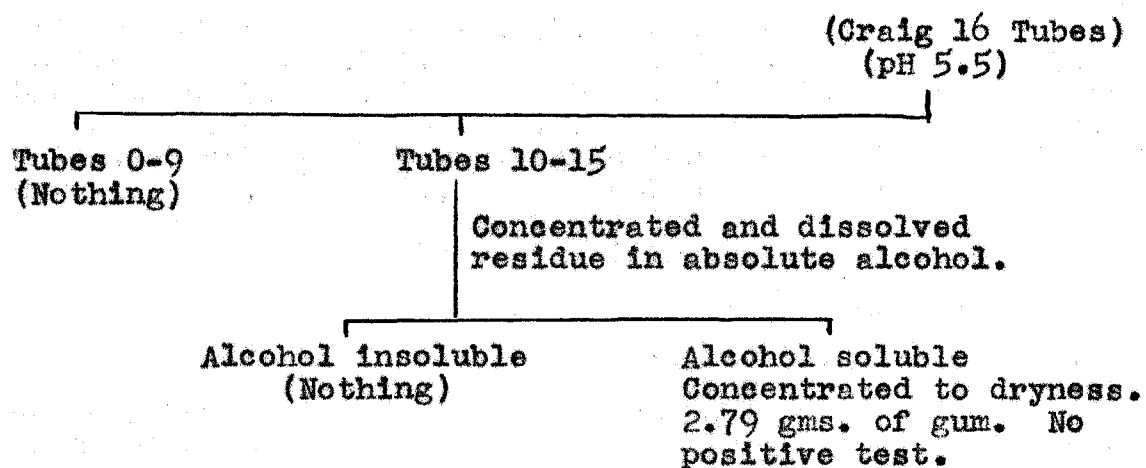 (Craig 16 Tubes)
(pH 5.5)
Tubes 0-9
(Nothing)
Tubes 10-15
Concentrated and dissolved
residue in absolute alcohol.
Alcohol insoluble
(Nothing)
Alcohol soluble
Concentrated to dryness.
2.79 gms. of gum. No
positive test.